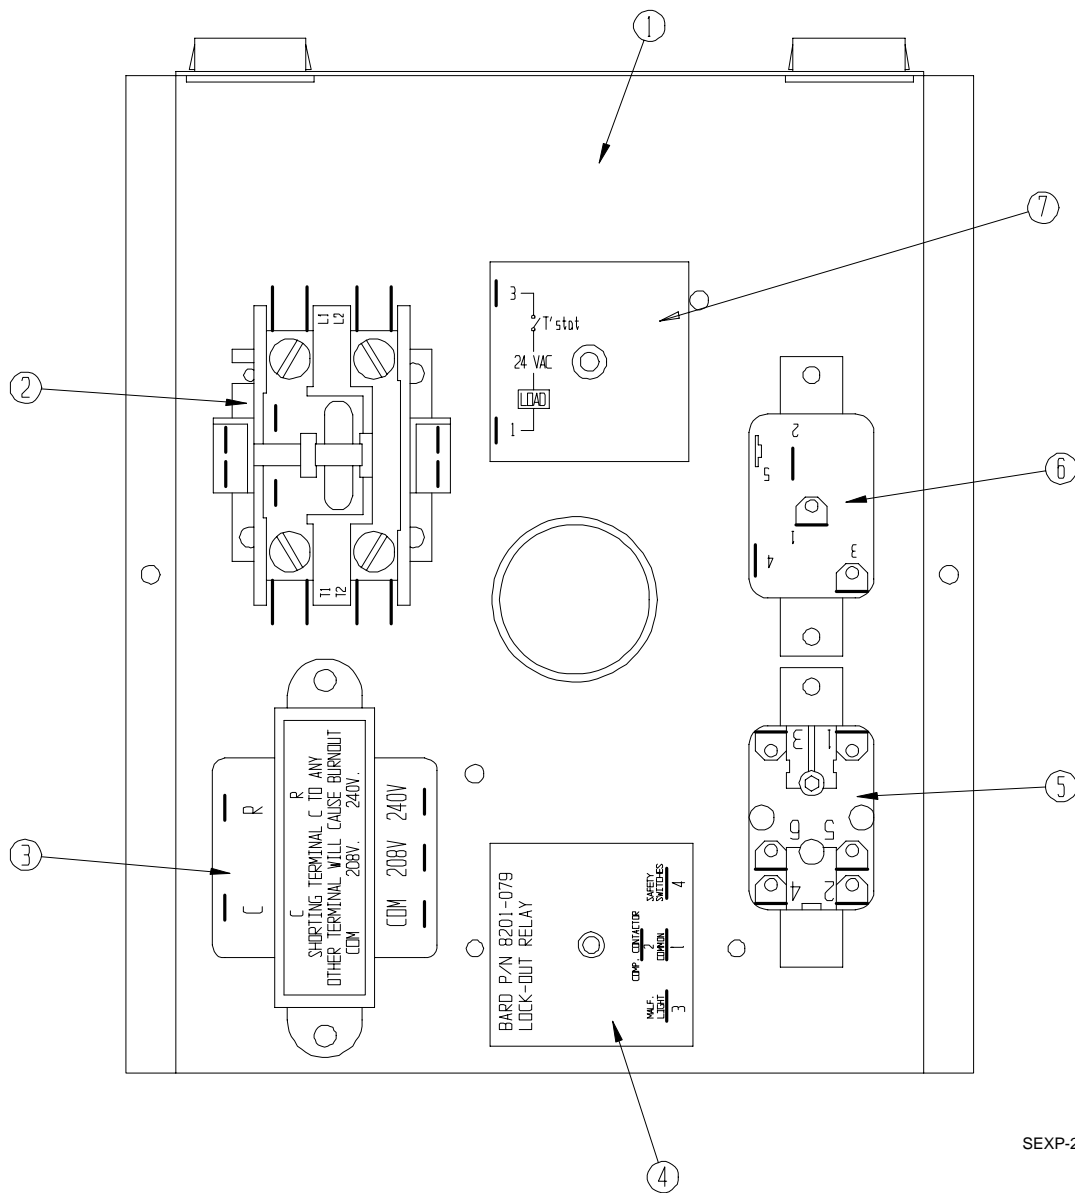 1
7
3
T'stat
24 VAC
LOAD
1
L1
L2
2
2
5
6
1
4
3
T1
T2
3 1
5
6 5
4 2
R
C
C R
SHORTING TERMINAL C TO ANY
OTHER TERMINAL WILL CAUSE BURNOUT
COM 208V. 240V.
COM 208V 240V
3
BARD P/N 8201-079
LOCK-OUT RELAY
SAFETY
SWITCHES
4
COMP. CONTACTOR
2
COMMON
1
MALF.
LIGHT
3
4
SEXP-2